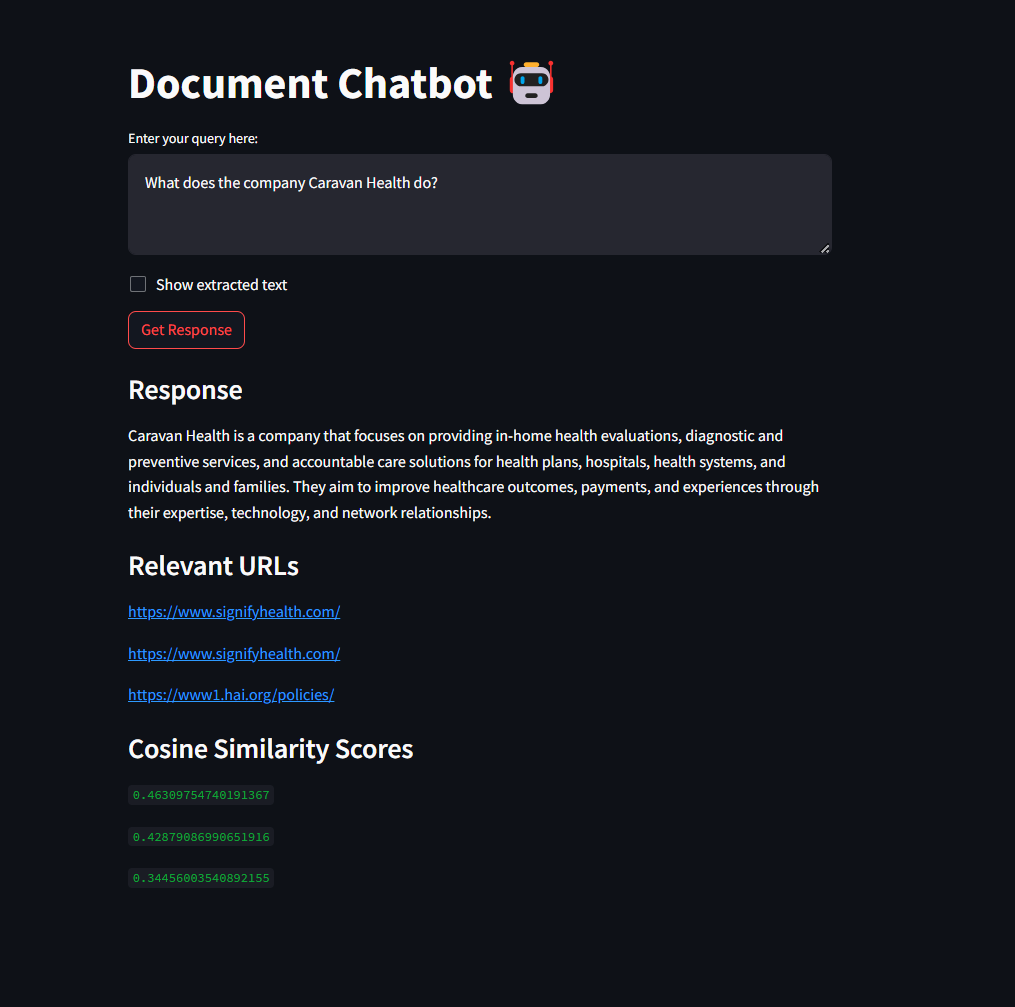 Document Chatbot
Enter your query here:
What does the company Caravan Health do?
Show extracted text
Get Response
Response
Caravan Health is a company that focuses on providing in-home health evaluations, diagnostic and
preventive services, and accountable care solutions for health plans, hospitals, health systems, and
individuals and families. They aim to improve healthcare outcomes, payments, and experiences through
their expertise, technology, and network relationships.
Relevant URLs
https://www.signifyhealth.com/
https://www.signifyhealth.com/
https://www1.hai.org/policies/
Cosine Similarity Scores
0.46309754740191367
0.42879086990651916
0.34456003540892155